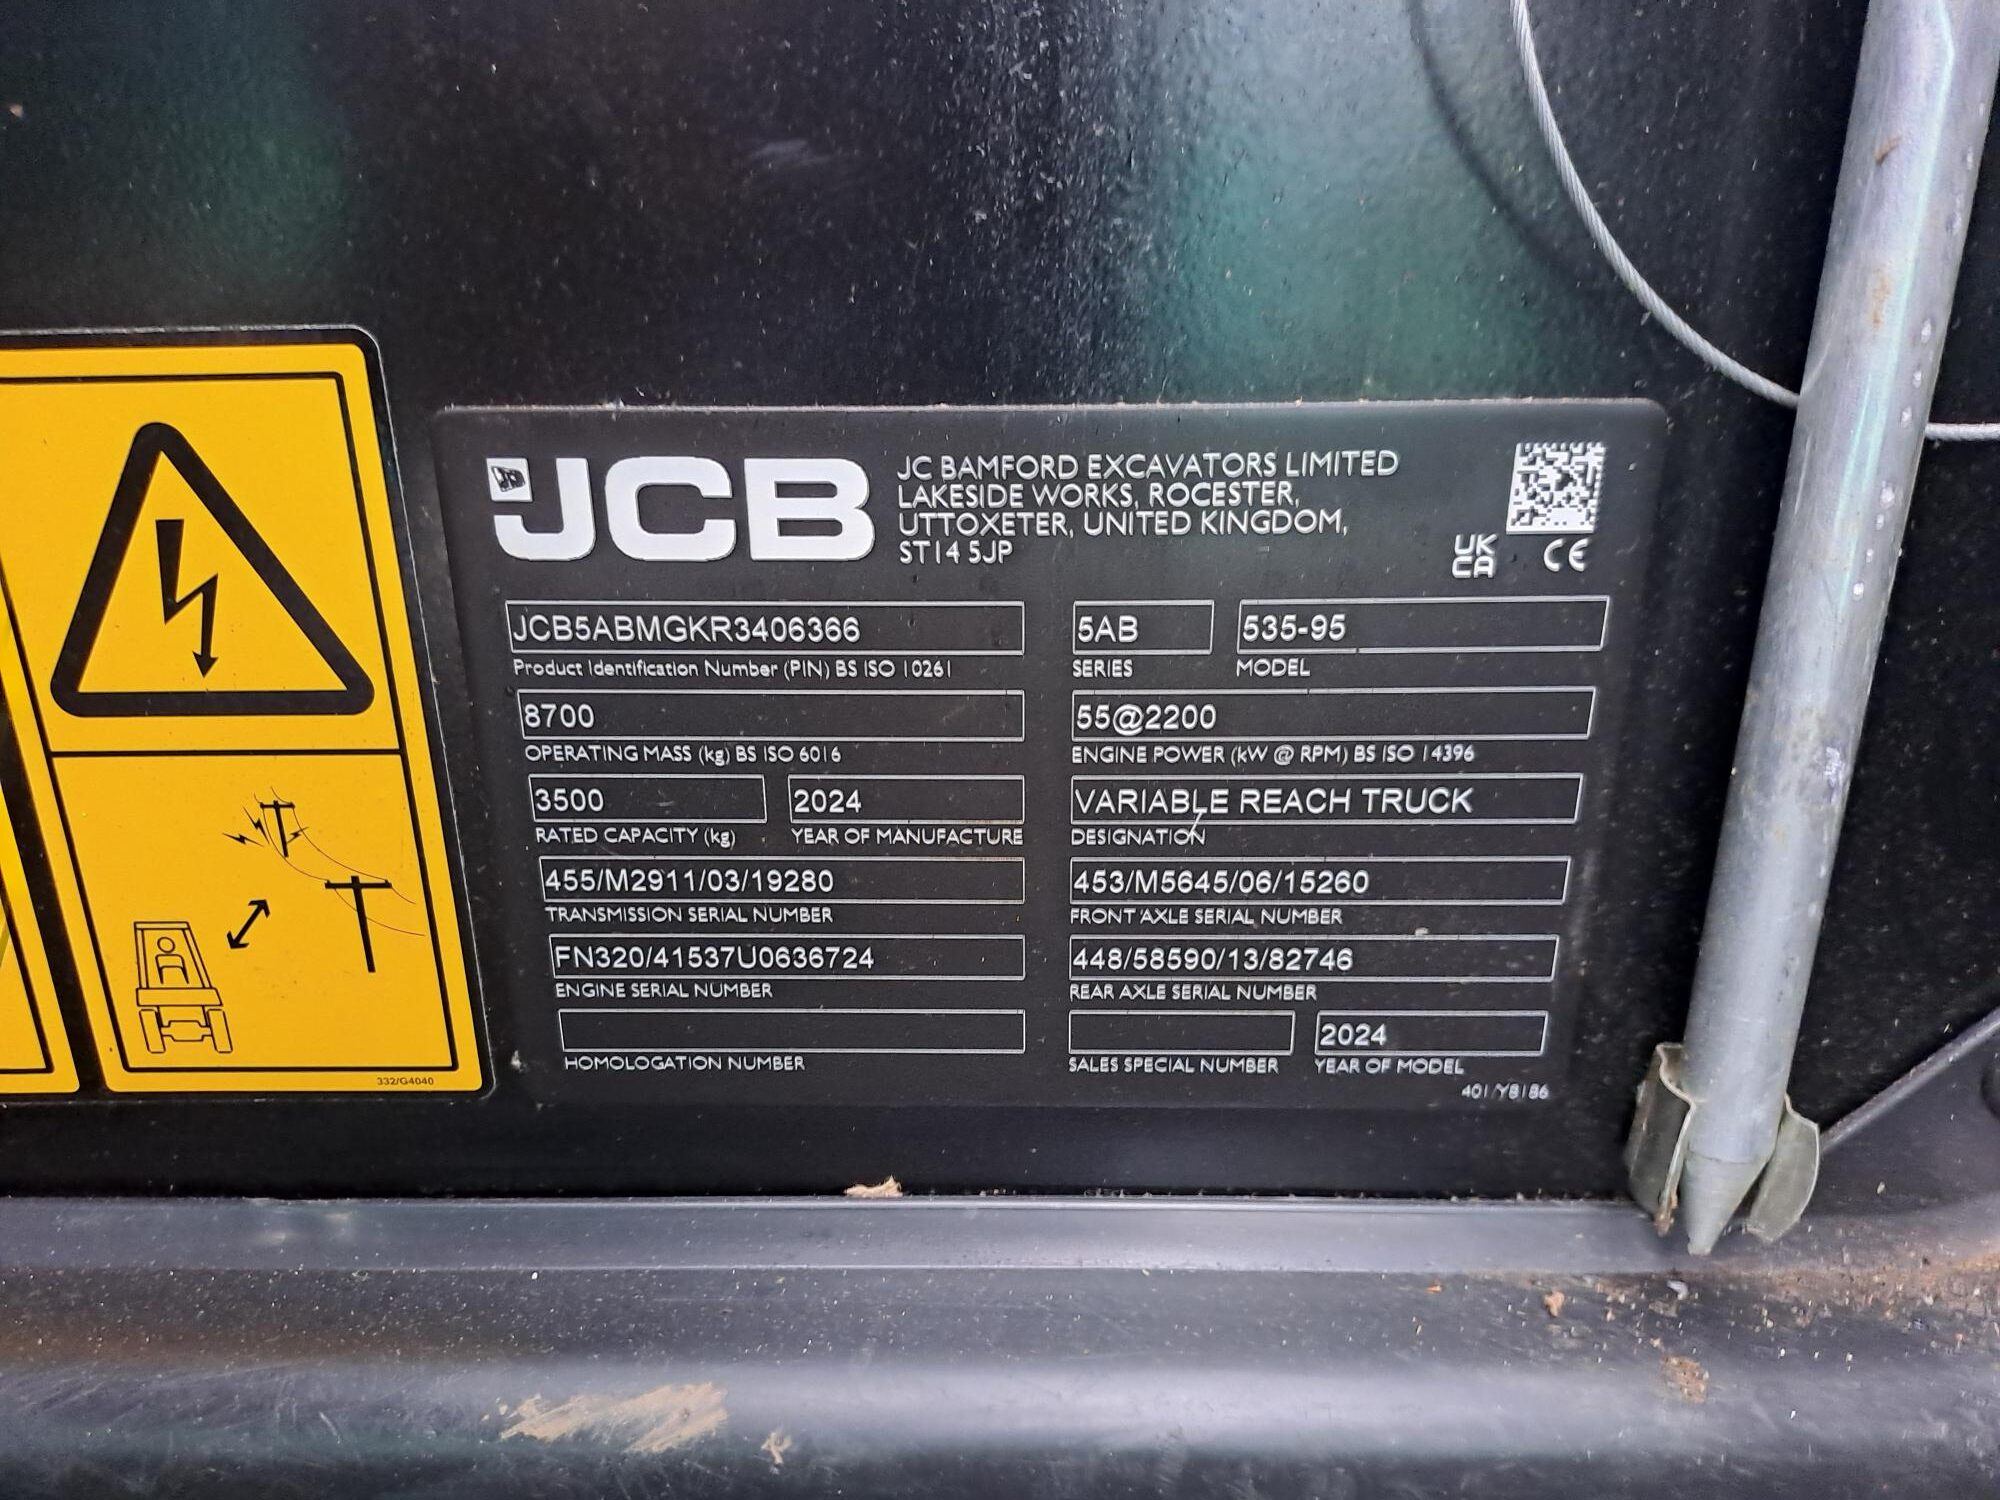 JCB
JC BAMFORD EXCAVATORS LIMITED
LAKESIDE WORKS, ROCESTER,
UTTOXETER, UNITED KINGDOM,
ST14 5JP
UK
CA CE
JCB5ABMGKR3406366 5AB 535-95
Product Identification Number (PIN) BS ISO 10261 SERIES MODEL
8700 55@2200
OPERATING MASS (kg) BS ISO 6016 ENGINE POWER (kW @ RPM) BS ISO 14396
3500 2024 VARIABLE REACH TRUCK
RATED CAPACITY (kg) YEAR OF MANUFACTURE DESIGNATION
455/M2911/03/19280 453/M5645/06/15260
TRANSMISSION SERIAL NUMBER FRONT AXLE SERIAL NUMBER
FN320/41537U0636724 448/58590/13/82746
ENGINE SERIAL NUMBER REAR AXLE SERIAL NUMBER
2024
HOMOLOGATION NUMBER SALES SPECIAL NUMBER YEAR OF MODEL
401/Y8186
332/G4040